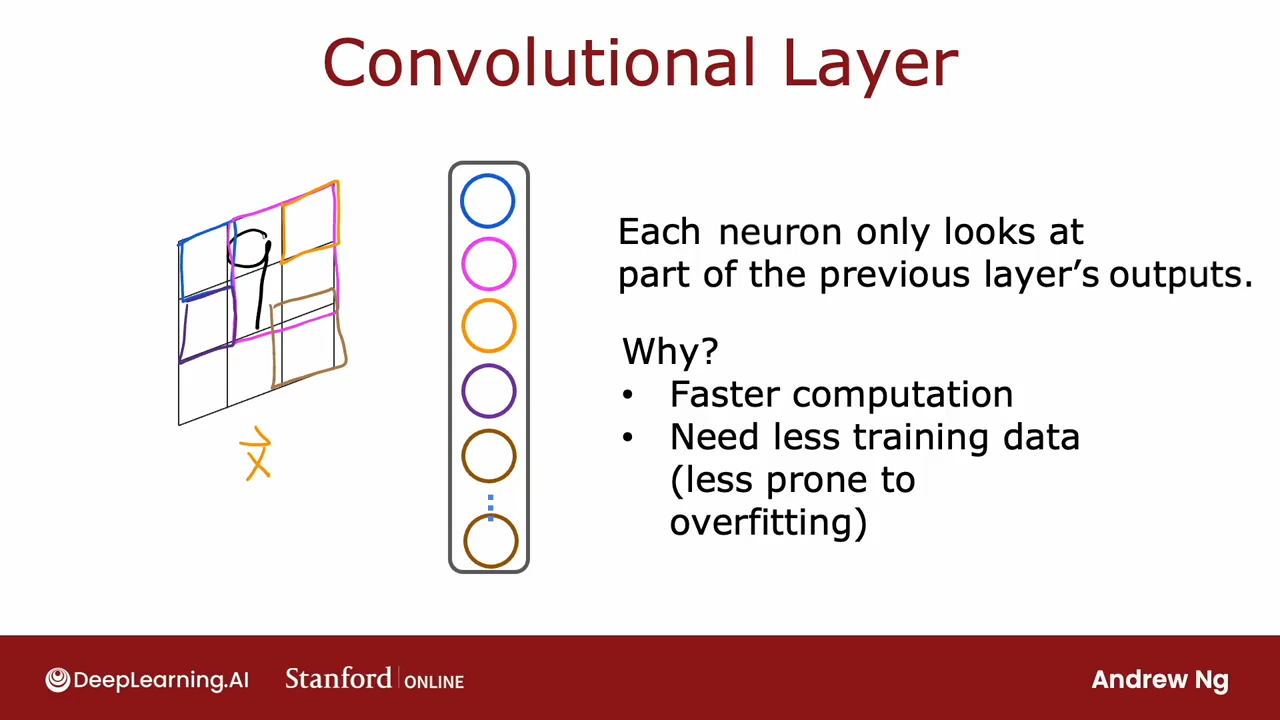 Convolutional Layer
9
x⃗
Each neuron only looks at
part of the previous layer’s outputs.
Why?
• Faster computation
• Need less training data
(less prone to
overfitting)
DeepLearning.AI
Stanford | ONLINE
Andrew Ng